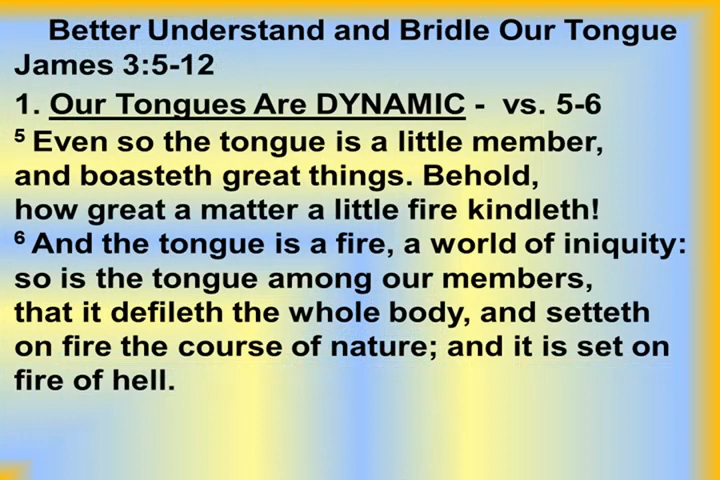 Better Understand and Bridle Our Tongue
James 3:5-12
1. Our Tongues Are DYNAMIC - vs. 5-6
5 Even so the tongue is a little member,
and boasteth great things. Behold,
how great a matter a little fire kindleth!
6 And the tongue is a fire, a world of iniquity:
so is the tongue among our members,
that it defileth the whole body, and setteth
on fire the course of nature; and it is set on
fire of hell.